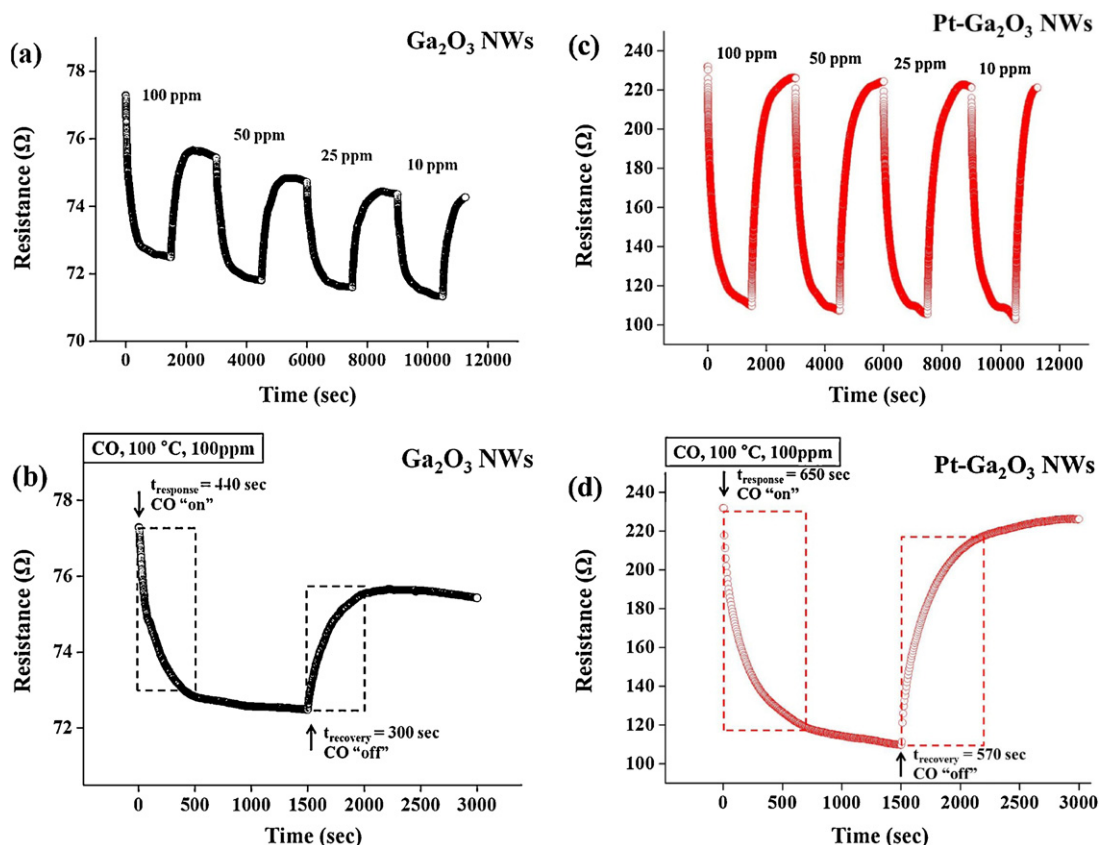 (a)
Ga₂O₃ NWs
78
76
74
72
70
Resistance (Ω)
100 ppm
50 ppm
25 ppm
10 ppm
0 2000 4000 6000 8000 10000 12000
Time (sec)
(c)
Pt-Ga₂O₃ NWs
240
220
200
180
160
140
120
100
Resistance (Ω)
100 ppm
50 ppm
25 ppm
10 ppm
0 2000 4000 6000 8000 10000 12000
Time (sec)
(b)
CO, 100 °C, 100ppm
Ga₂O₃ NWs
78
76
74
72
Resistance (Ω)
tresponse = 440 sec
CO “on”
trecovery = 300 sec
CO “off”
0 500 1000 1500 2000 2500 3000
Time (sec)
(d)
CO, 100 °C, 100ppm
Pt-Ga₂O₃ NWs
240
220
200
180
160
140
120
100
Resistance (Ω)
tresponse = 650 sec
CO “on”
trecovery = 570 sec
CO “off”
0 500 1000 1500 2000 2500 3000
Time (sec)